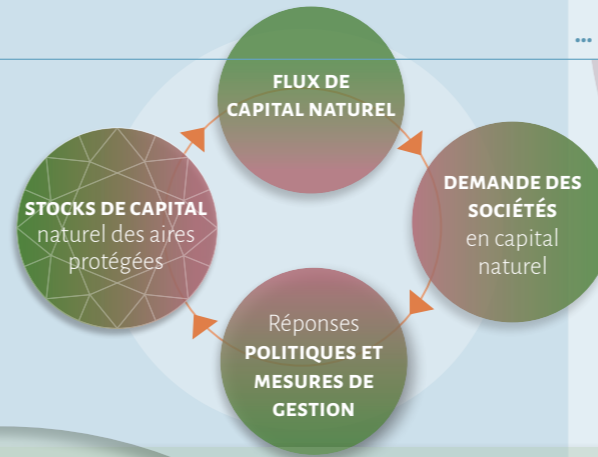 ...
FLUX DE
CAPITAL NATUREL
DEMANDE DES
SOCIÉTÉS
en capital
naturel
STOCKS DE CAPITAL
naturel des aires
protégées
Réponses
POLITIQUES ET
MESURES DE
GESTION